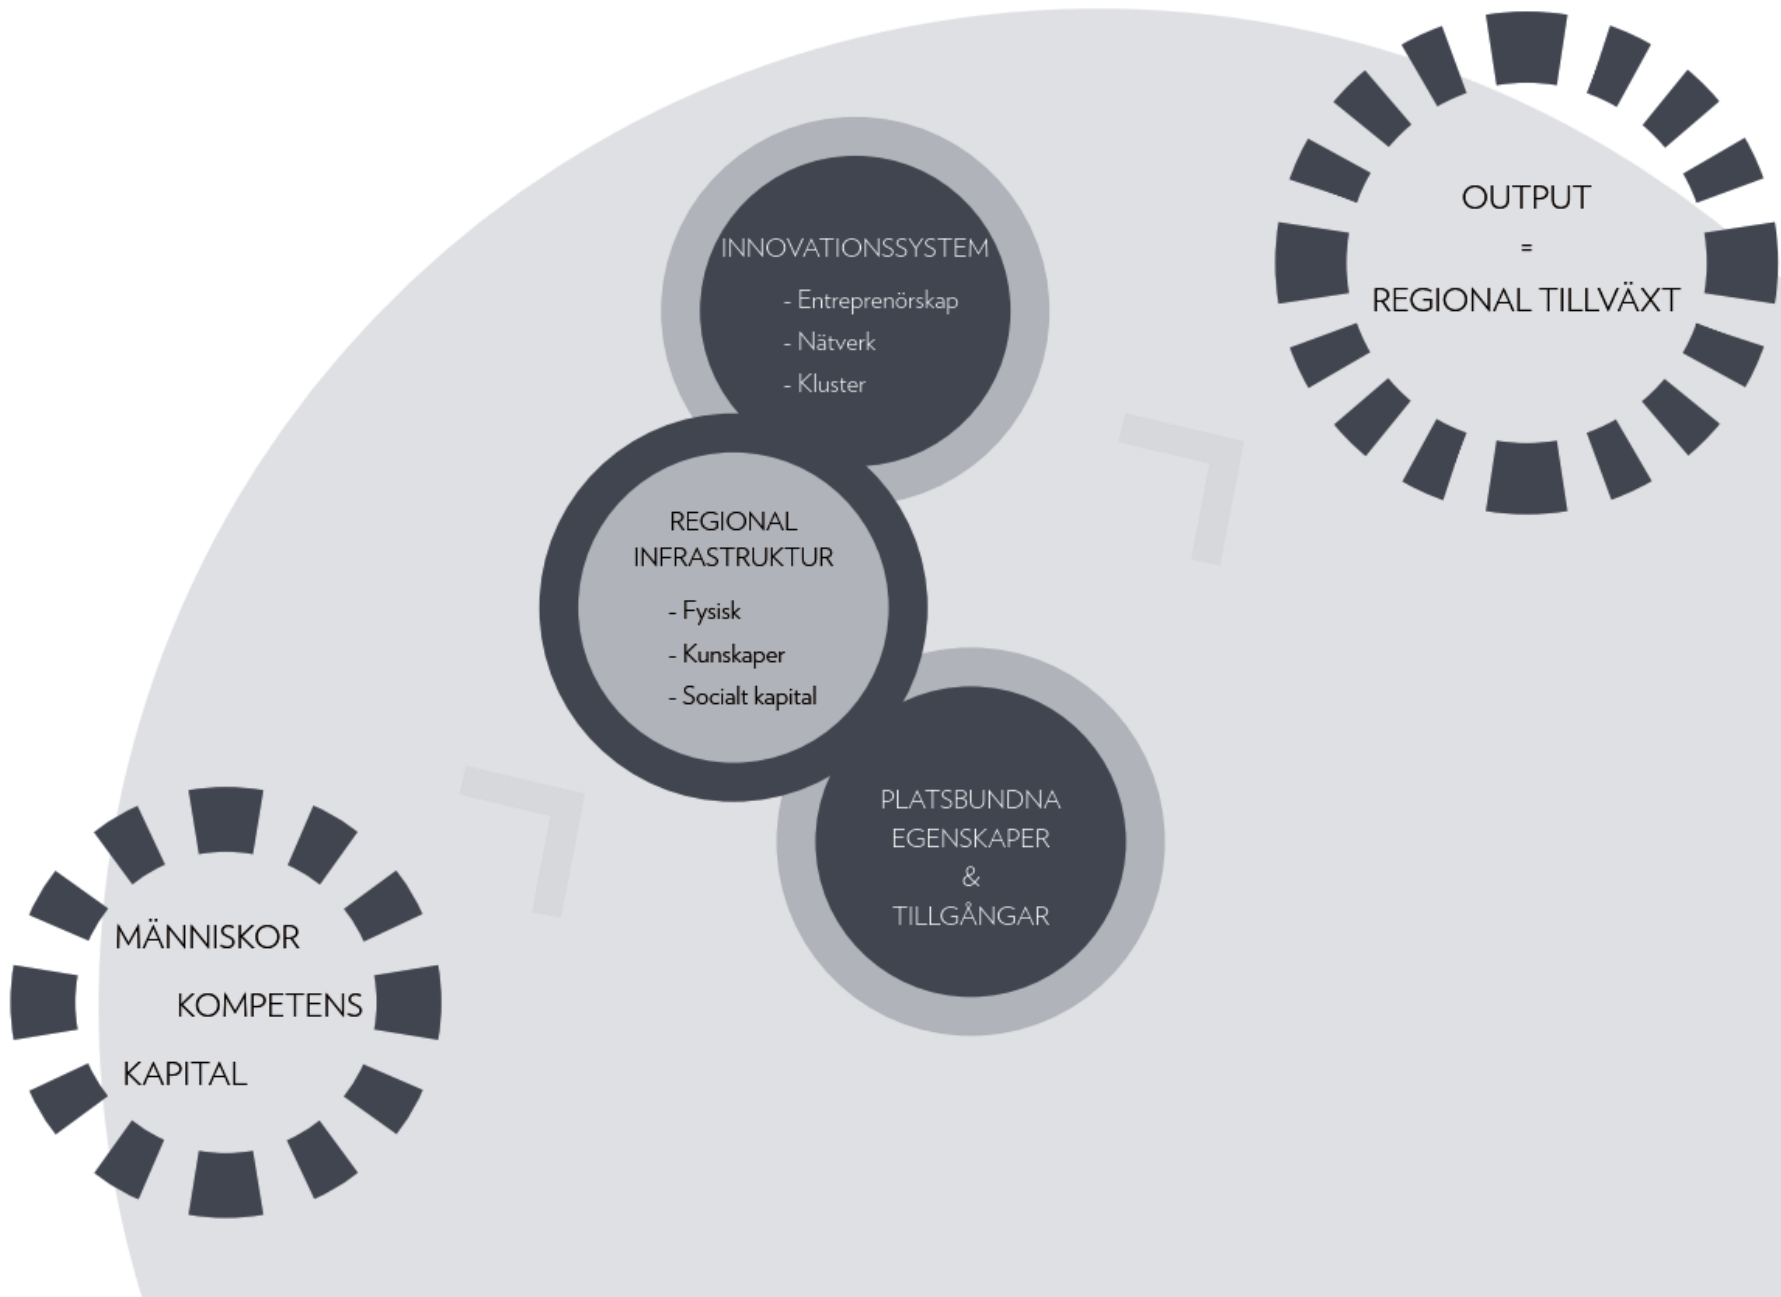 INNOVATIONSSYSTEM
- Entreprenörskap
- Nätverk
- Kluster
OUTPUT
=
REGIONAL TILLVÄXT
REGIONAL
INFRASTRUKTUR
- Fysisk
- Kunskaper
- Socialt kapital
PLATSBUNDNA
EGENSKAPER
&
TILLGÅNGAR
MÄNNISKOR
KOMPETENS
KAPITAL